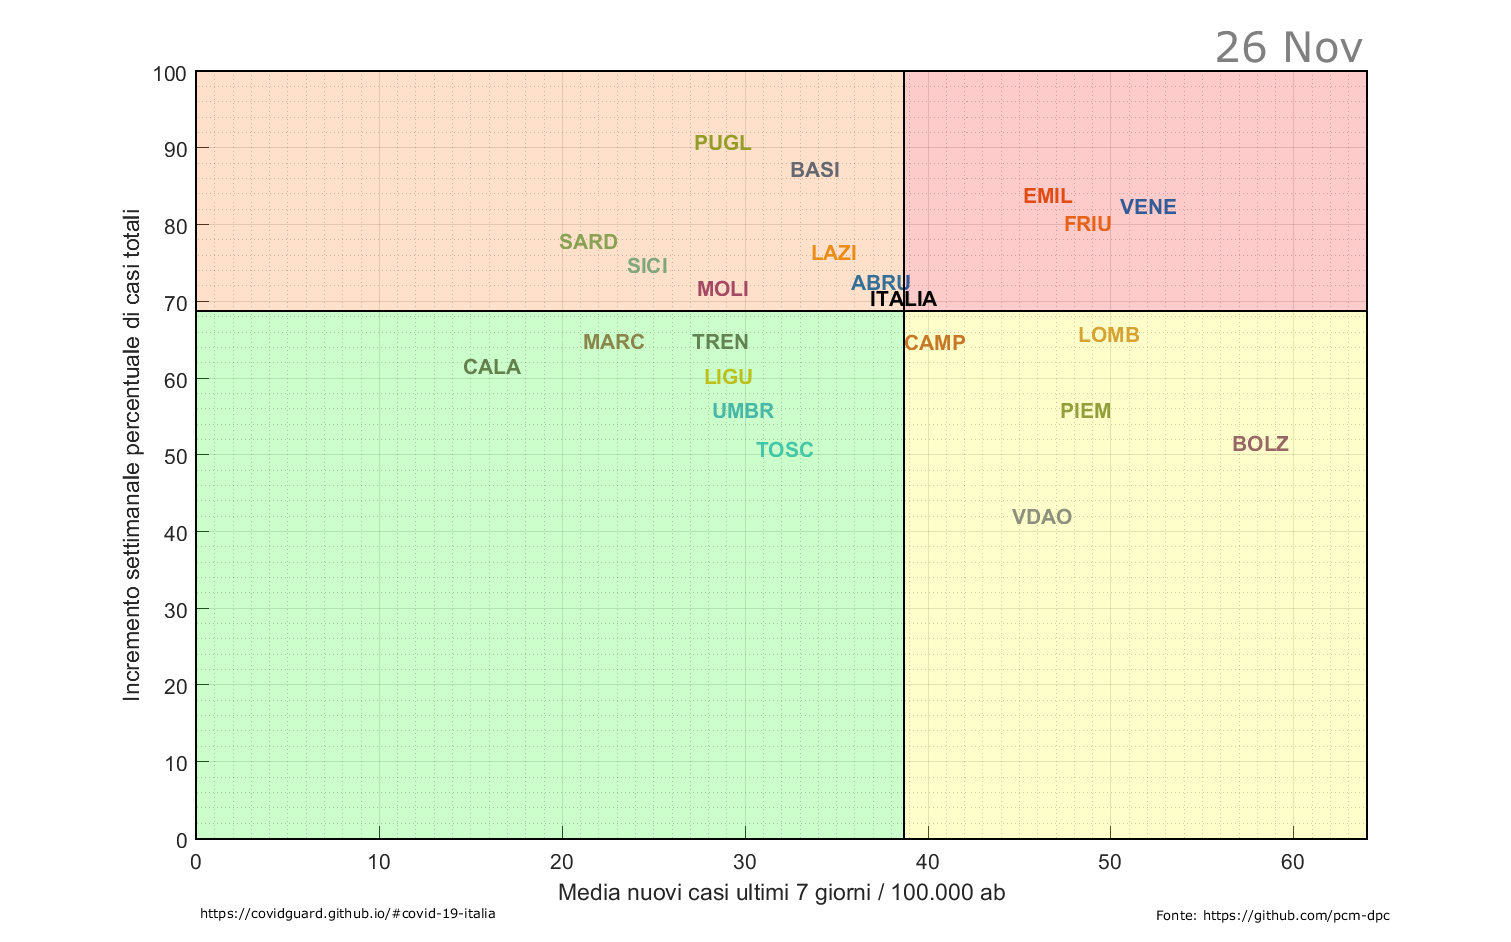 26 Nov
100
90
80
70
60
50
40
30
20
10
0
Incremento settimanale percentuale di casi totali
PUGL
BASI
EMIL
VENE
FRIU
SARD
LAZI
SICI
ABRU
MOLI
ITALIA
LOMB
MARC
TREN
CAMP
CALA
LIGU
UMBR
PIEM
BOLZ
TOSC
VDAO
0 10 20 30 40 50 60
Media nuovi casi ultimi 7 giorni / 100.000 ab
https://covidguard.github.io/#covid-19-italia
Fonte: https://github.com/pcm-dpc